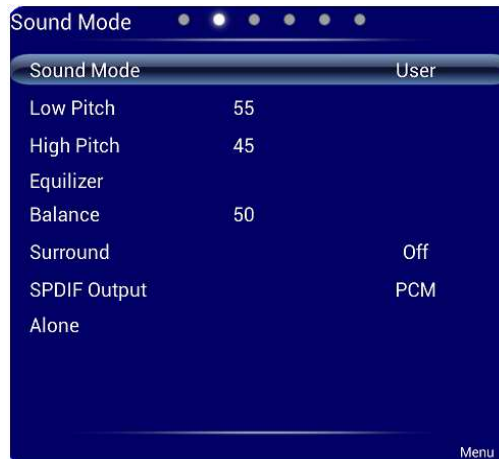 Sound Mode
Sound Mode User
Low Pitch 55
High Pitch 45
Equilizer
Balance 50
Surround Off
SPDIF Output PCM
Alone
Menu